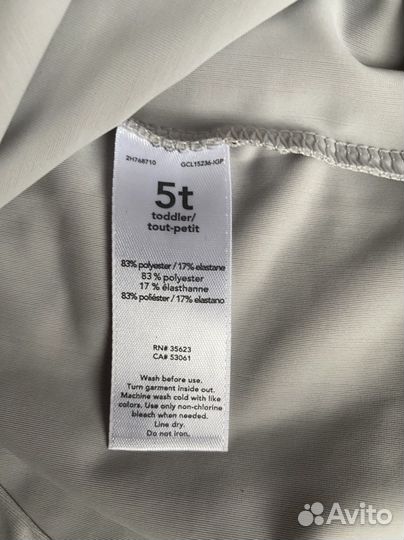 2H768710 GCL15236-IGP
5t
toddler/
tout-petit
83% polyester / 17% elastane
83 % polyester
17 % élasthanne
83% poliéster / 17% elastano
RN# 35623
CA# 53061
Wash before use.
Turn garment inside out.
Machine wash cold with like
colors. Use only non-chlorine
bleach when needed.
Line dry.
Do not iron.
Avito